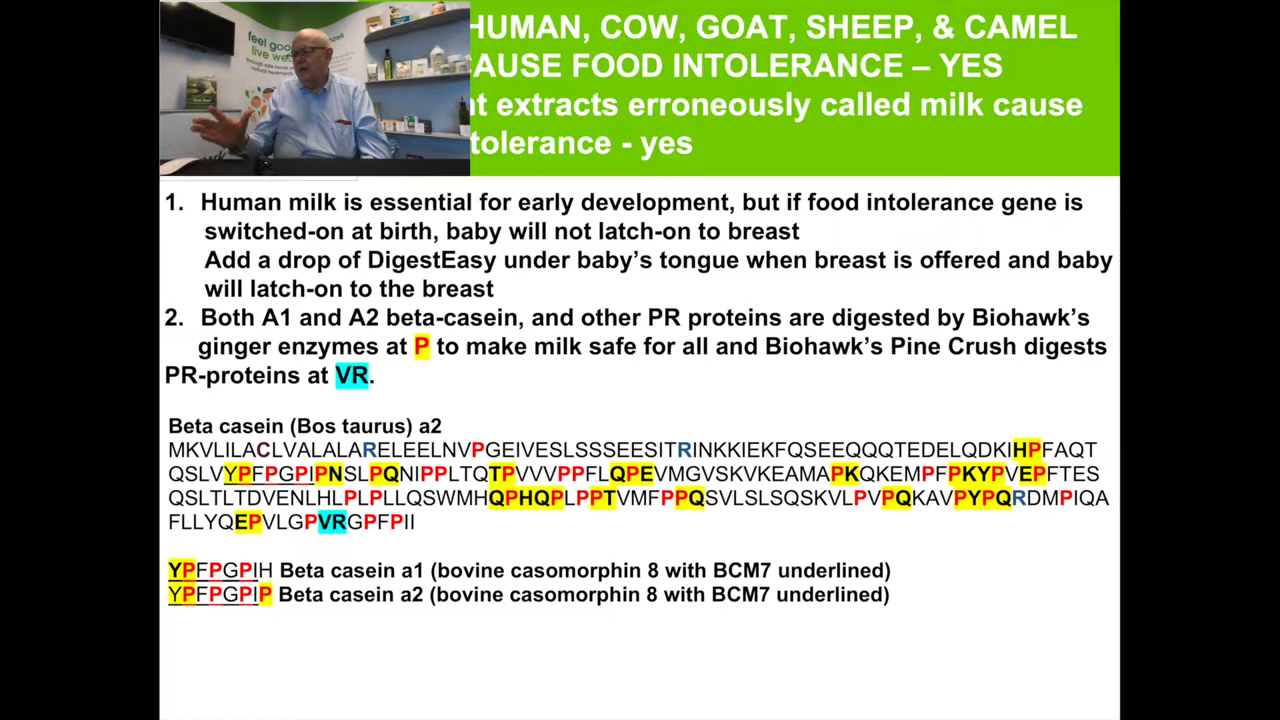 feel good
live we
HUMAN, COW, GOAT, SHEEP, & CAMEL
AUSE FOOD INTOLERANCE – YES
t extracts erroneously called milk cause
tolerance - yes
1. Human milk is essential for early development, but if food intolerance gene is
switched-on at birth, baby will not latch-on to breast
Add a drop of DigestEasy under baby’s tongue when breast is offered and baby
will latch-on to the breast
2. Both A1 and A2 beta-casein, and other PR proteins are digested by Biohawk’s
ginger enzymes at P to make milk safe for all and Biohawk’s Pine Crush digests
PR-proteins at VR.
Beta casein (Bos taurus) a2
MKVLILACLVALALARELEELNVPGEIVESLSSSEESITRINKKIEKFQSEEQQQTEDELQDKIHPFAQT
QSLVYPFPGPIPNSLPQNIPPLTQTPVVVPPFLQPEVMGVSKVKEAMAPKQKEMPFPKYPVEPFTES
QSLTLTDVENLHLPLPLLQSWMHQPHQPLPPTVMFPPQSVLSLSQSKVLPVPQKAVPYPQRDMPIQA
FLLYQEPVLGPVRGPFPII
YPFPGPIH Beta casein a1 (bovine casomorphin 8 with BCM7 underlined)
YPFPGPIP Beta casein a2 (bovine casomorphin 8 with BCM7 underlined)